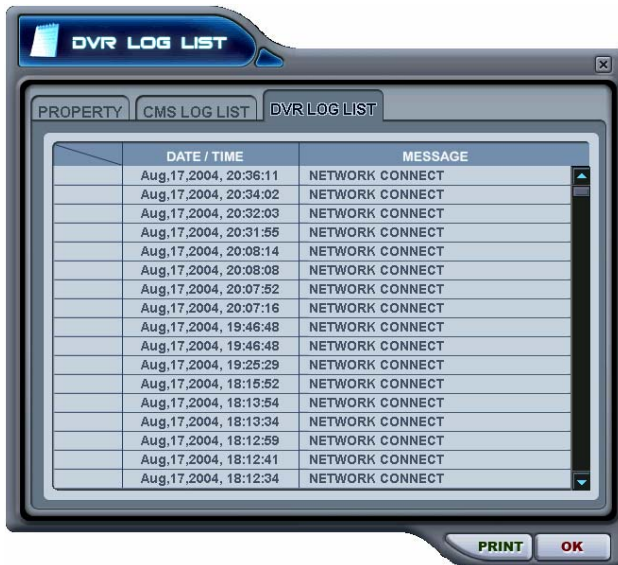 DVR LOG LIST
PROPERTY CMS LOG LIST DVR LOG LIST
DATE / TIME MESSAGE
Aug,17,2004, 20:36:11 NETWORK CONNECT
Aug,17,2004, 20:34:02 NETWORK CONNECT
Aug,17,2004, 20:32:03 NETWORK CONNECT
Aug,17,2004, 20:31:55 NETWORK CONNECT
Aug,17,2004, 20:08:14 NETWORK CONNECT
Aug,17,2004, 20:08:08 NETWORK CONNECT
Aug,17,2004, 20:07:52 NETWORK CONNECT
Aug,17,2004, 20:07:16 NETWORK CONNECT
Aug,17,2004, 19:46:48 NETWORK CONNECT
Aug,17,2004, 19:46:48 NETWORK CONNECT
Aug,17,2004, 19:25:29 NETWORK CONNECT
Aug,17,2004, 18:15:52 NETWORK CONNECT
Aug,17,2004, 18:13:54 NETWORK CONNECT
Aug,17,2004, 18:13:34 NETWORK CONNECT
Aug,17,2004, 18:12:59 NETWORK CONNECT
Aug,17,2004, 18:12:41 NETWORK CONNECT
Aug,17,2004, 18:12:34 NETWORK CONNECT
PRINT OK